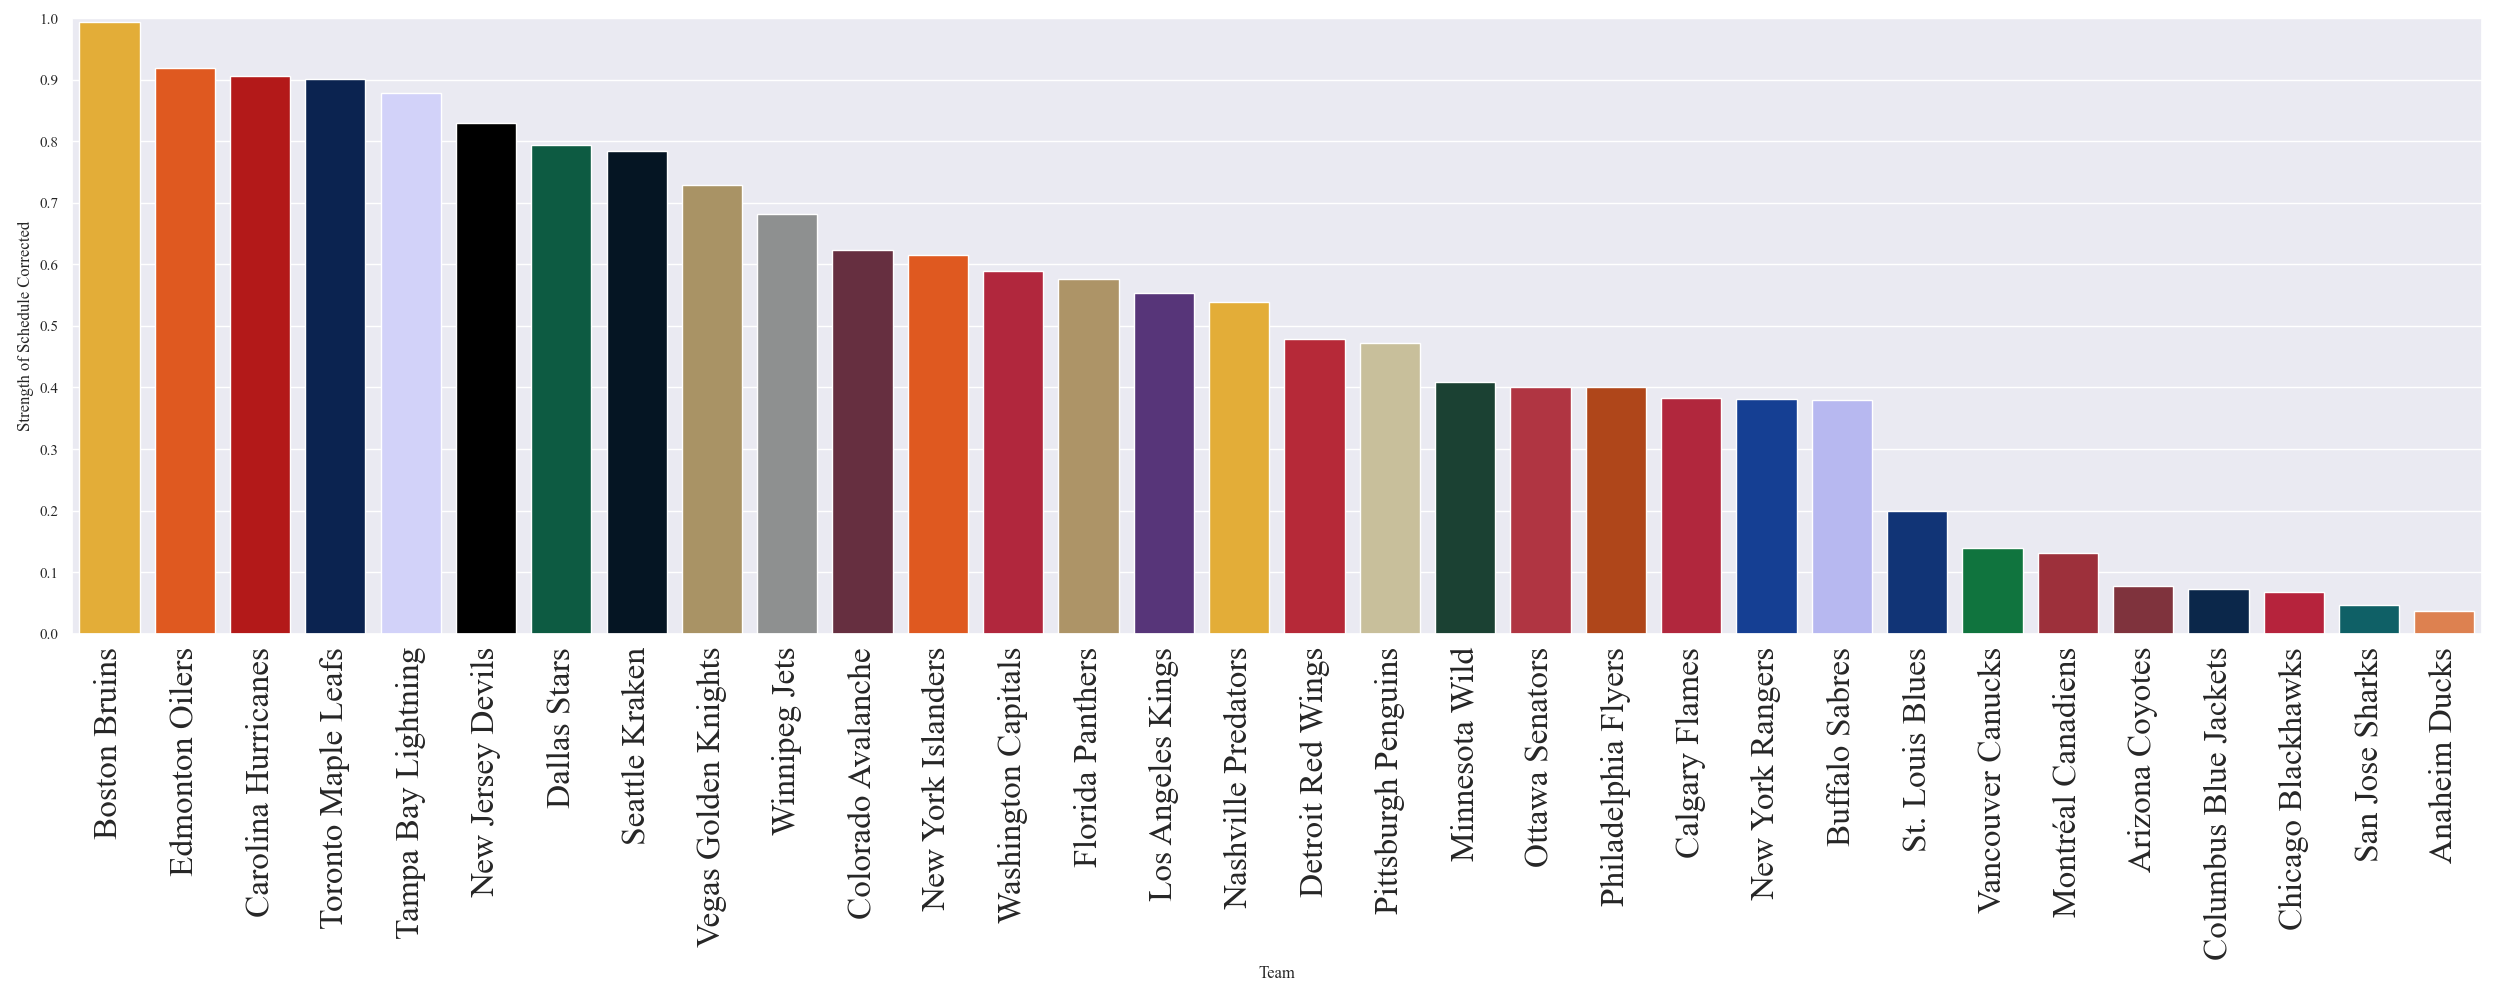 1.0
0.9
0.8
0.7
0.6
0.5
0.4
0.3
0.2
0.1
0.0
Strength of Schedule Corrected
Boston Bruins
Edmonton Oilers
Carolina Hurricanes
Toronto Maple Leafs
Tampa Bay Lightning
New Jersey Devils
Dallas Stars
Seattle Kraken
Vegas Golden Knights
Winnipeg Jets
Colorado Avalanche
New York Islanders
Washington Capitals
Florida Panthers
Los Angeles Kings
Nashville Predators
Detroit Red Wings
Pittsburgh Penguins
Minnesota Wild
Ottawa Senators
Philadelphia Flyers
Calgary Flames
New York Rangers
Buffalo Sabres
St. Louis Blues
Vancouver Canucks
Montréal Canadiens
Arizona Coyotes
Columbus Blue Jackets
Chicago Blackhawks
San Jose Sharks
Anaheim Ducks
Team